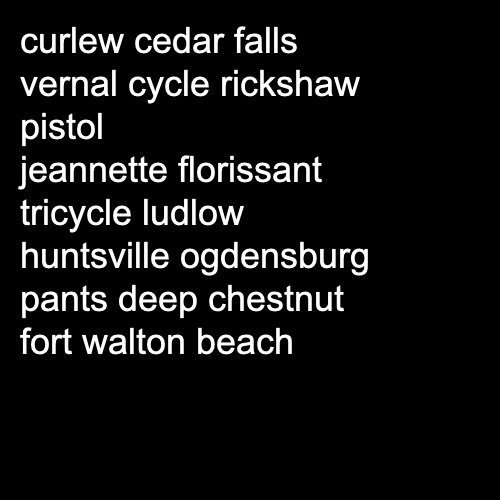 curlew cedar falls
vernal cycle rickshaw
pistol
jeannette florissant
tricycle ludlow
huntsville ogdensburg
pants deep chestnut
fort walton beach